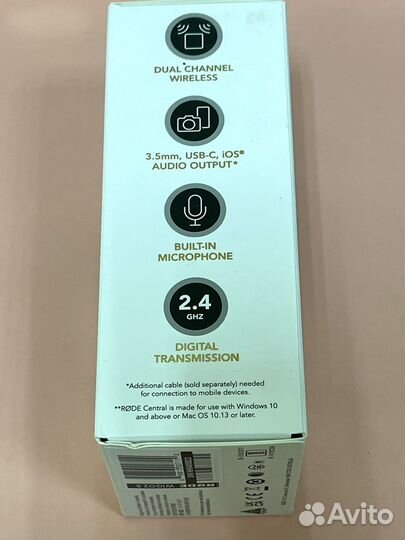 DUAL CHANNEL
WIRELESS
3.5mm, USB-C, iOS®
AUDIO OUTPUT*
BUILT-IN
MICROPHONE
2.4
GHZ
DIGITAL
TRANSMISSION
*Additional cable (sold separately) needed
for connection to mobile devices.
**RØDE Central is made for use with Windows 10
and above or Mac OS 10.13 or later.
RØDE
Avito